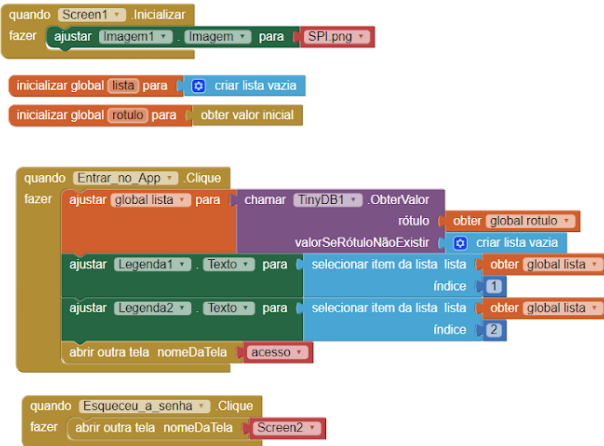 quando Screen1 .Inicializar
fazer ajustar Imagem1 . Imagem para SPI.png
inicializar global lista para criar lista vazia
inicializar global rotulo para obter valor inicial
quando Entrar_no_App .Clique
fazer ajustar global lista para chamar TinyDB1 .ObterValor
rótulo obter global rotulo
valorSeRótuloNãoExistir criar lista vazia
ajustar Legenda1 . Texto para selecionar item da lista lista obter global lista
índice 1
ajustar Legenda2 . Texto para selecionar item da lista lista obter global lista
índice 2
abrir outra tela nomeDaTela acesso
quando Esqueceu_a_senha .Clique
fazer abrir outra tela nomeDaTela Screen2